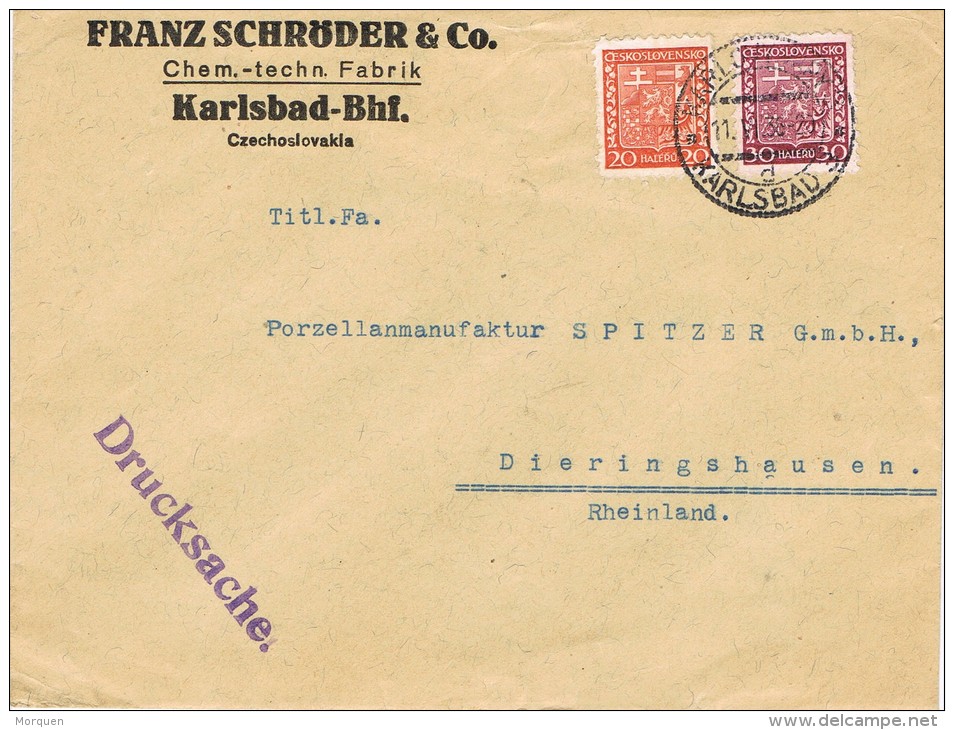 FRANZ SCHRÖDER & Co.
Chem.-techn. Fabrik
Karlsbad-Bhf.
Czechoslovakia
ČESKOSLOVENSKO
20 HALÉŘŮ 20
ČESKOSLOVENSKO
30 HALÉŘŮ 30
d
KARLSBAD
Titl.Fa.
Porzellanmanufaktur SPITZER G.m.b.H.,
Dieringshausen.
Rheinland.
Drucksache.
Morquen
delcampe.net